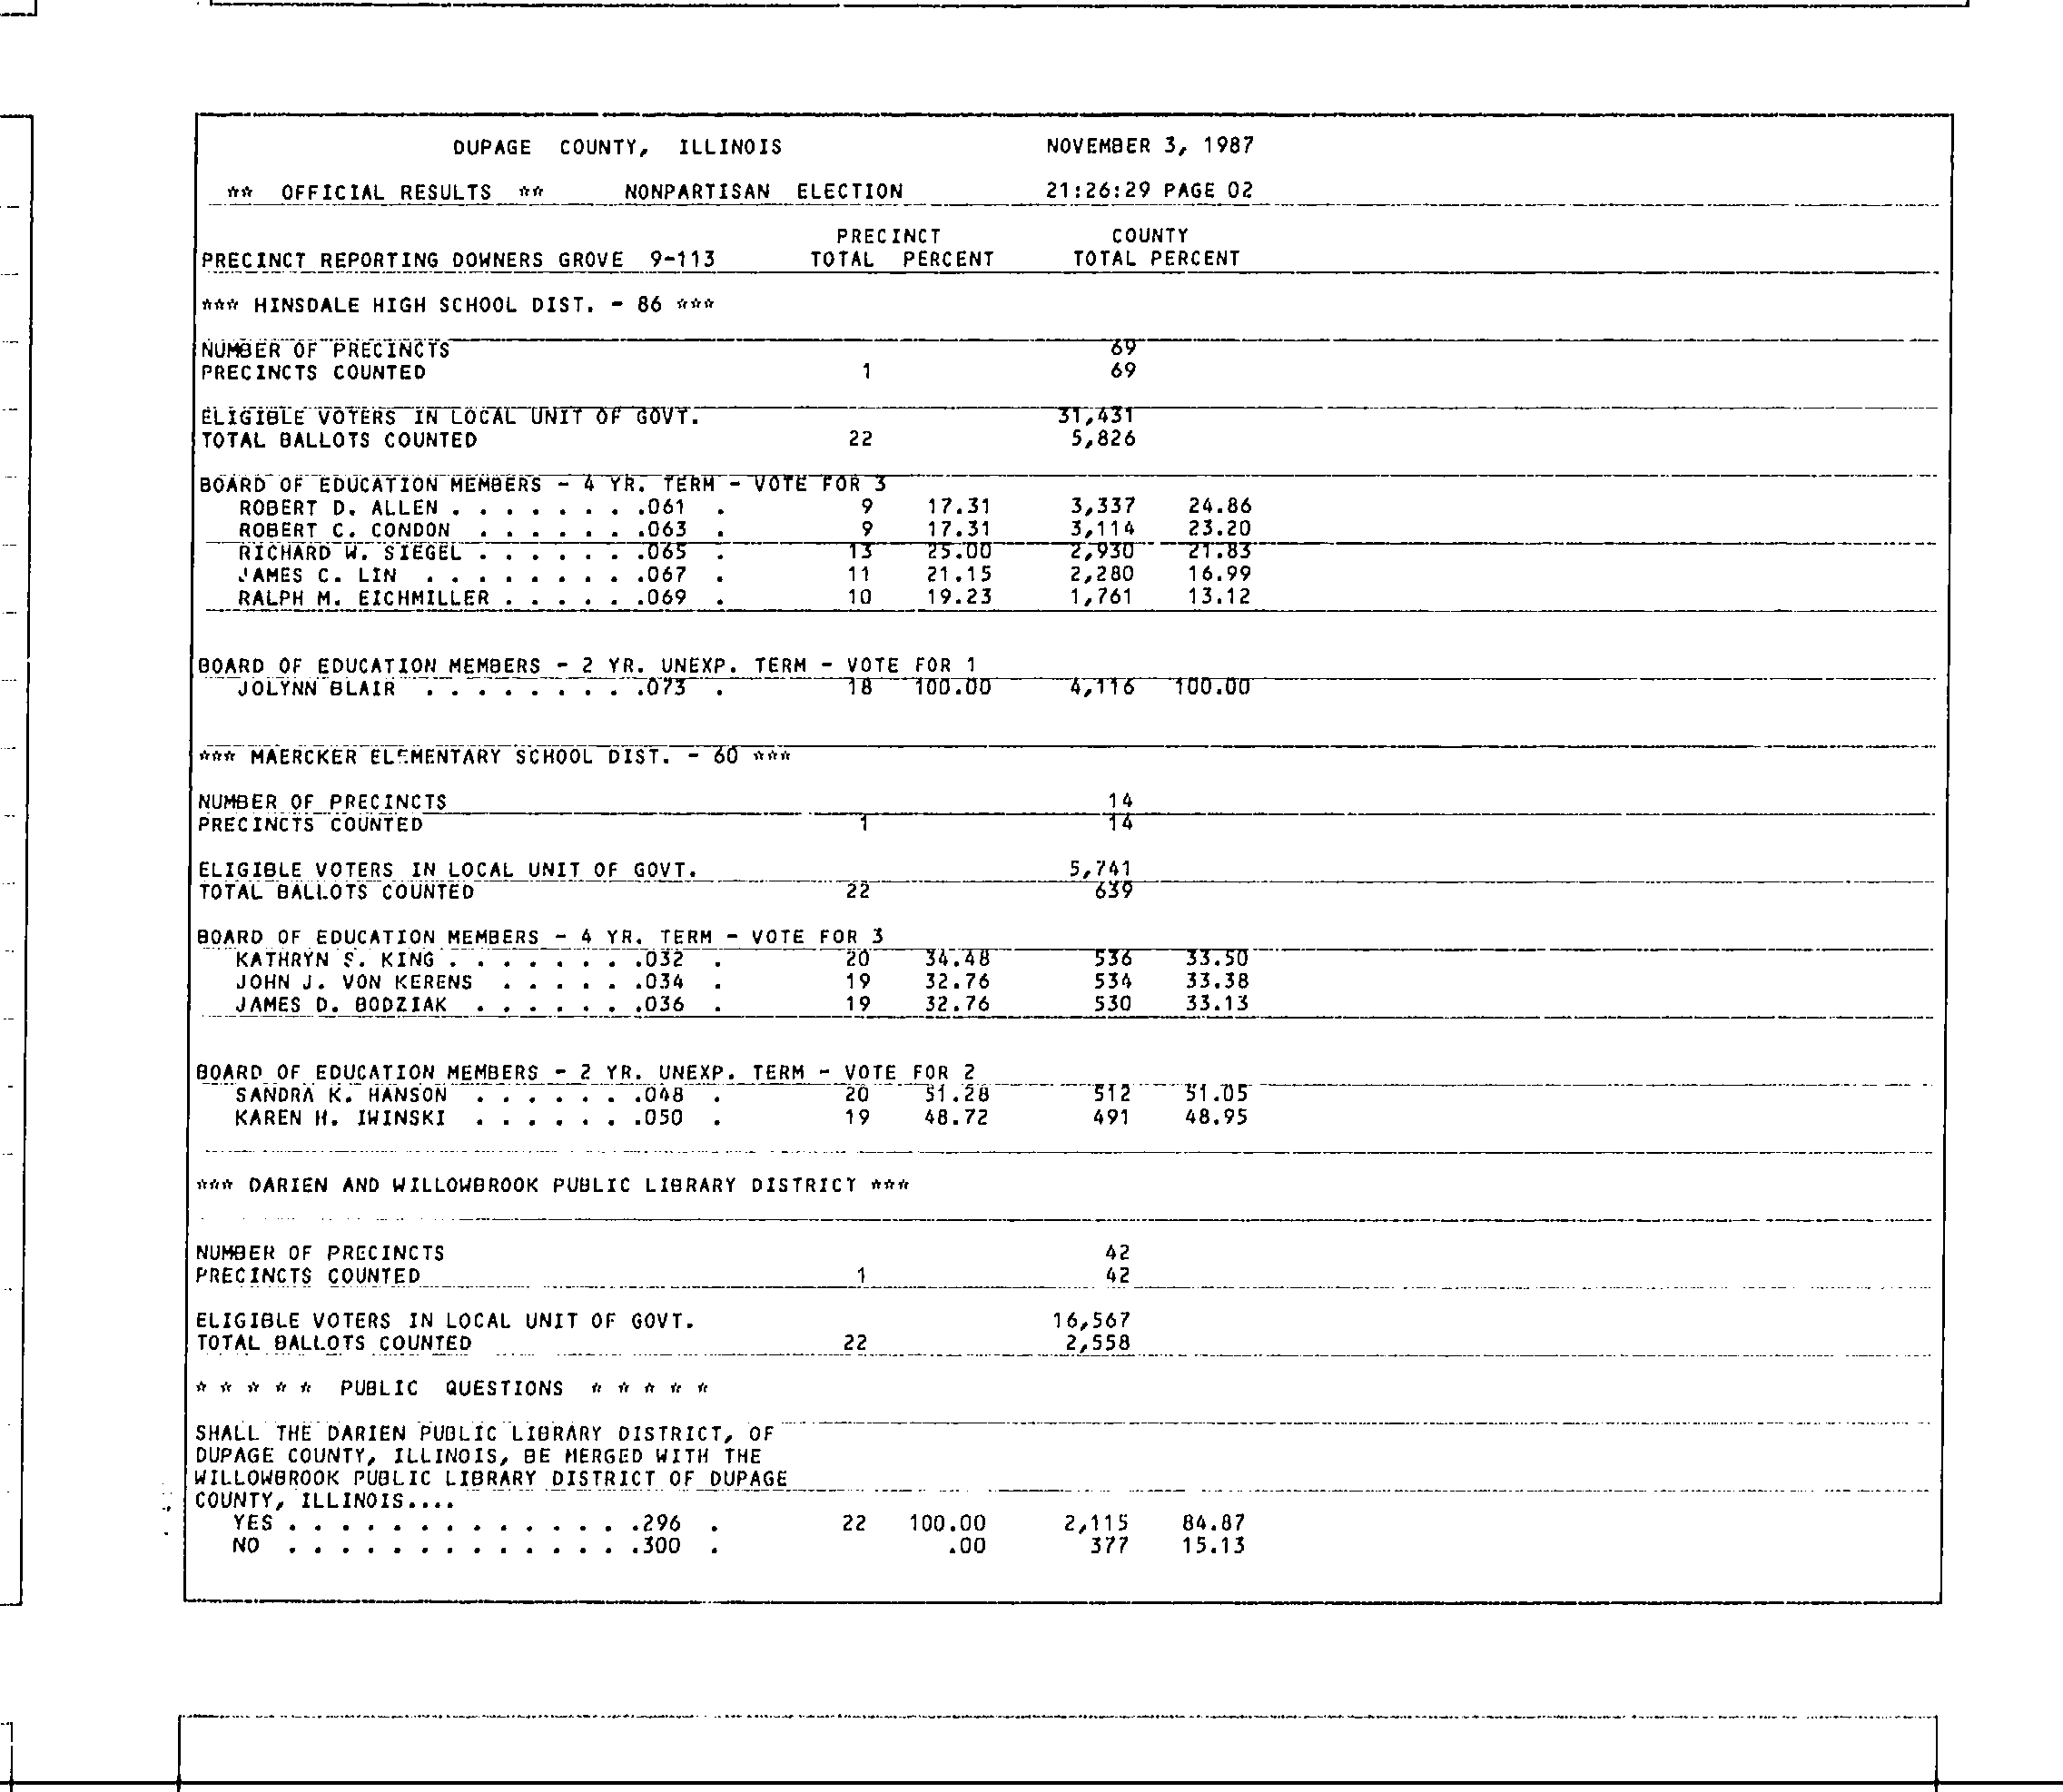 DUPAGE COUNTY, ILLINOIS NOVEMBER 3, 1987
** OFFICIAL RESULTS ** NONPARTISAN ELECTION 21:26:29 PAGE 02
PRECINCT COUNTY
PRECINCT REPORTING DOWNERS GROVE 9-113 TOTAL PERCENT TOTAL PERCENT
*** HINSDALE HIGH SCHOOL DIST. - 86 ***
NUMBER OF PRECINCTS 69
PRECINCTS COUNTED 1 69
ELIGIBLE VOTERS IN LOCAL UNIT OF GOVT. 31,431
TOTAL BALLOTS COUNTED 22 5,826
BOARD OF EDUCATION MEMBERS - 4 YR. TERM - VOTE FOR 3
ROBERT D. ALLEN . . . . . . . .061 . 9 17.31 3,337 24.86
ROBERT C. CONDON . . . . . . .063 . 9 17.31 3,114 23.20
RICHARD W. SIEGEL . . . . . . .065 . 13 25.00 2,930 21.83
JAMES C. LIN . . . . . . . . .067 . 11 21.15 2,280 16.99
RALPH M. EICHMILLER . . . . . .069 . 10 19.23 1,761 13.12
BOARD OF EDUCATION MEMBERS - 2 YR. UNEXP. TERM - VOTE FOR 1
JOLYNN BLAIR . . . . . . . . .073 . 18 100.00 4,116 100.00
*** MAERCKER ELEMENTARY SCHOOL DIST. - 60 ***
NUMBER OF PRECINCTS 14
PRECINCTS COUNTED 1 14
ELIGIBLE VOTERS IN LOCAL UNIT OF GOVT. 5,741
TOTAL BALLOTS COUNTED 22 639
BOARD OF EDUCATION MEMBERS - 4 YR. TERM - VOTE FOR 3
KATHRYN S. KING . . . . . . . .032 . 20 34.48 536 33.50
JOHN J. VON KERENS . . . . . .034 . 19 32.76 534 33.38
JAMES D. BODZIAK . . . . . . .036 . 19 32.76 530 33.13
BOARD OF EDUCATION MEMBERS - 2 YR. UNEXP. TERM - VOTE FOR 2
SANDRA K. HANSON . . . . . . .048 . 20 51.28 512 51.05
KAREN H. IWINSKI . . . . . . .050 . 19 48.72 491 48.95
*** DARIEN AND WILLOWBROOK PUBLIC LIBRARY DISTRICT ***
NUMBER OF PRECINCTS 42
PRECINCTS COUNTED 1 42
ELIGIBLE VOTERS IN LOCAL UNIT OF GOVT. 16,567
TOTAL BALLOTS COUNTED 22 2,558
* * * * * PUBLIC QUESTIONS * * * * *
SHALL THE DARIEN PUBLIC LIBRARY DISTRICT, OF
DUPAGE COUNTY, ILLINOIS, BE MERGED WITH THE
WILLOWBROOK PUBLIC LIBRARY DISTRICT OF DUPAGE
COUNTY, ILLINOIS....
YES . . . . . . . . . . . . . .296 . 22 100.00 2,115 84.87
NO . . . . . . . . . . . . . .300 . .00 377 15.13